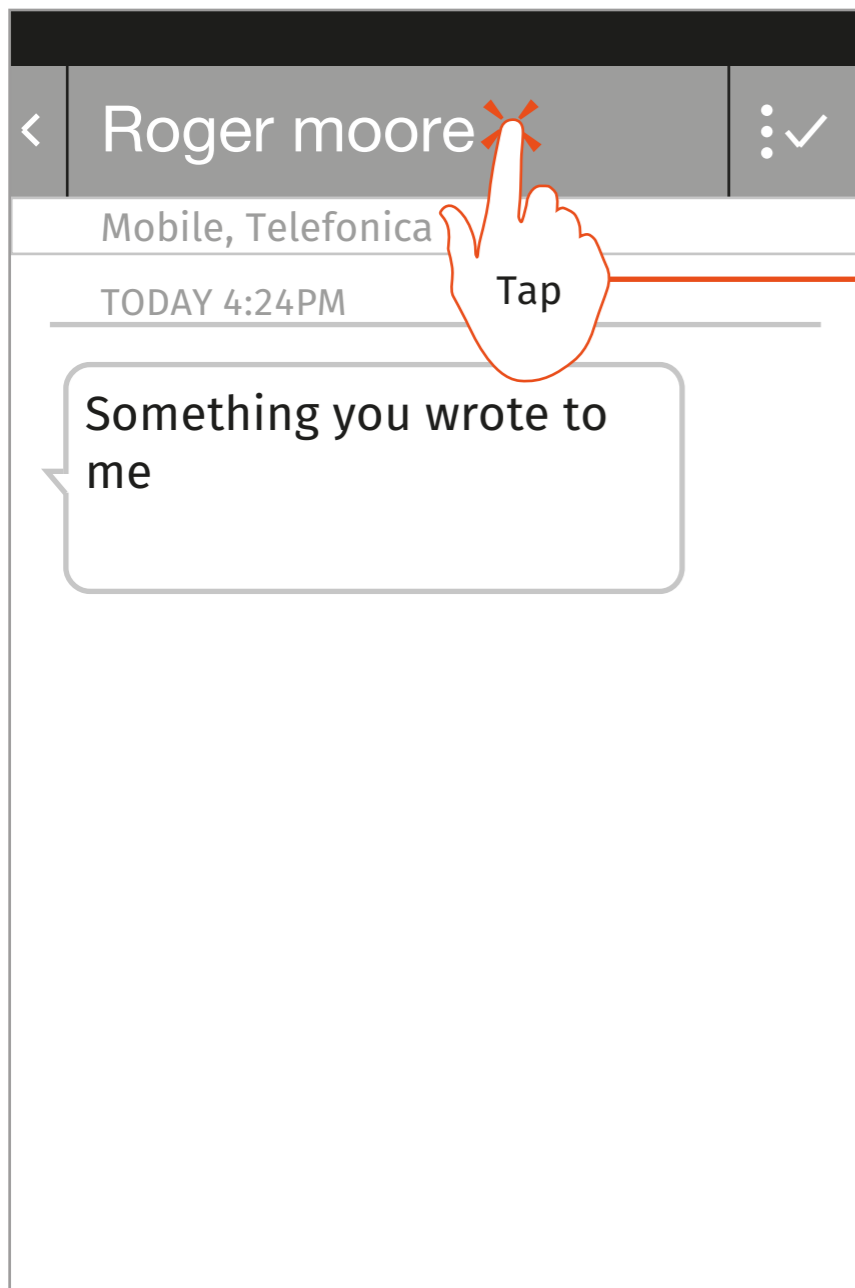 Roger moore
Mobile, Telefonica
TODAY 4:24PM
Tap
Something you wrote to
me